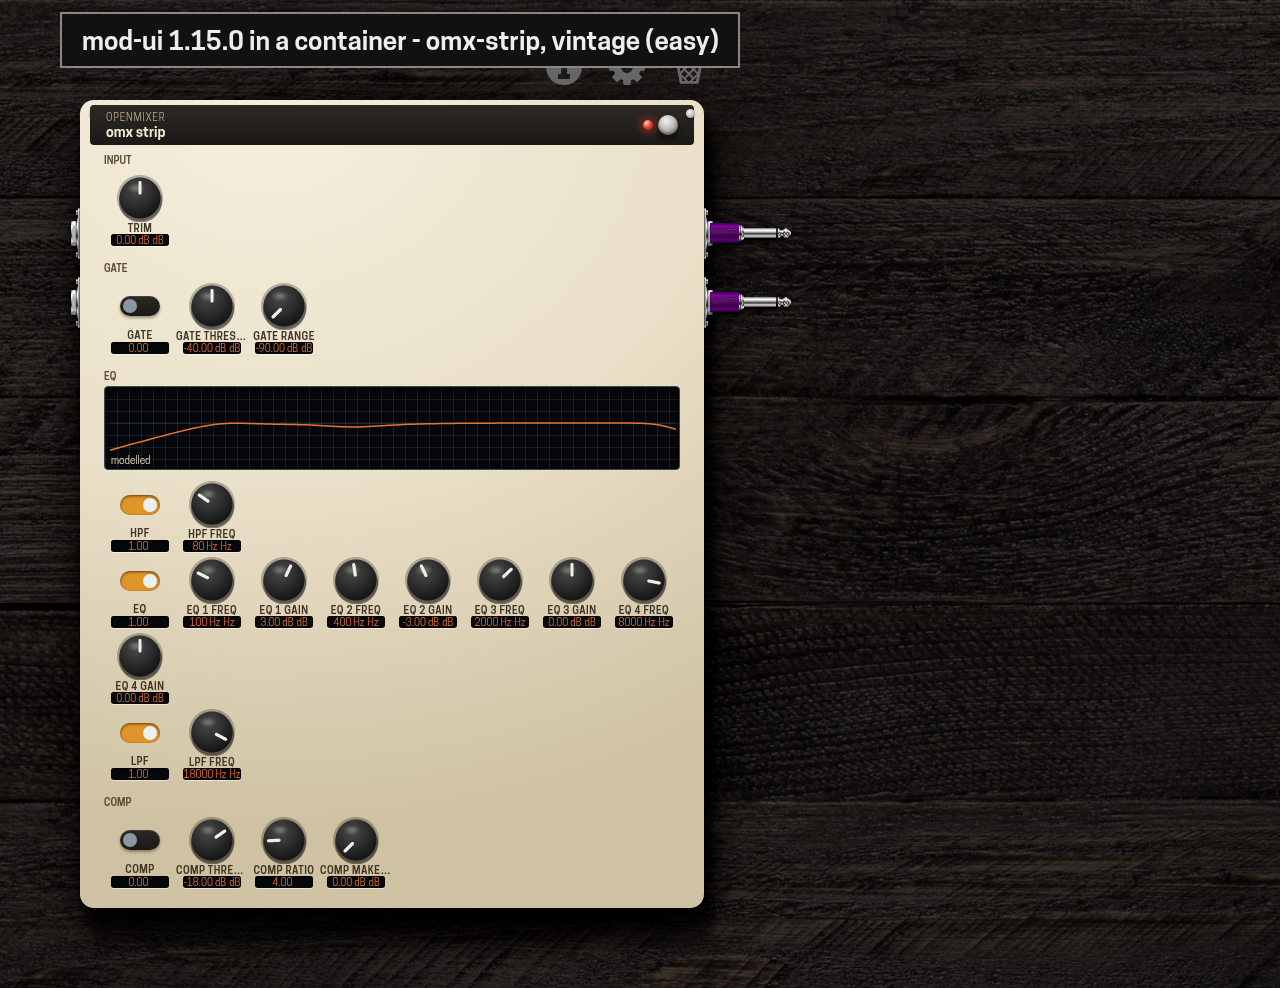 mod-ui 1.15.0 in a container - omx-strip, vintage (easy)
OPENMIXER
omx strip
INPUT
TRIM
0.00 dB dB
GATE
GATE GATE THRES... GATE RANGE
0.00 -40.00 dB dB -90.00 dB dB
EQ
modelled
HPF HPF FREQ
1.00 80 Hz Hz
EQ EQ 1 FREQ EQ 1 GAIN EQ 2 FREQ EQ 2 GAIN EQ 3 FREQ EQ 3 GAIN EQ 4 FREQ
1.00 100 Hz Hz 3.00 dB dB 400 Hz Hz -3.00 dB dB 2000 Hz Hz 0.00 dB dB 8000 Hz Hz
EQ 4 GAIN
0.00 dB dB
LPF LPF FREQ
1.00 18000 Hz Hz
COMP
COMP COMP THRE... COMP RATIO COMP MAKE...
0.00 -18.00 dB dB 4.00 0.00 dB dB